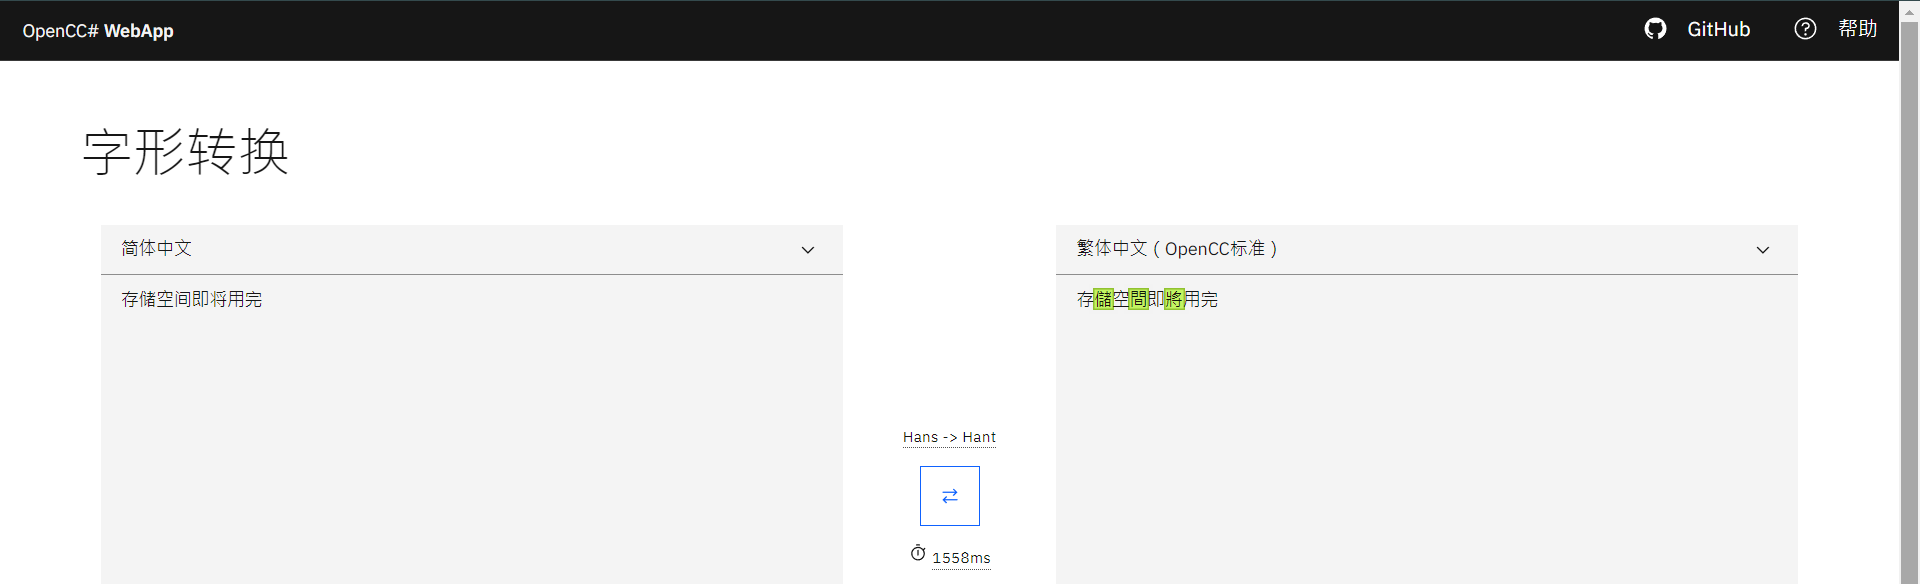 OpenCC# WebApp
GitHub
帮助
字形转换
简体中文
繁体中文（OpenCC标准）
存储空间即将用完
存儲空間即將用完
Hans -> Hant
1558ms